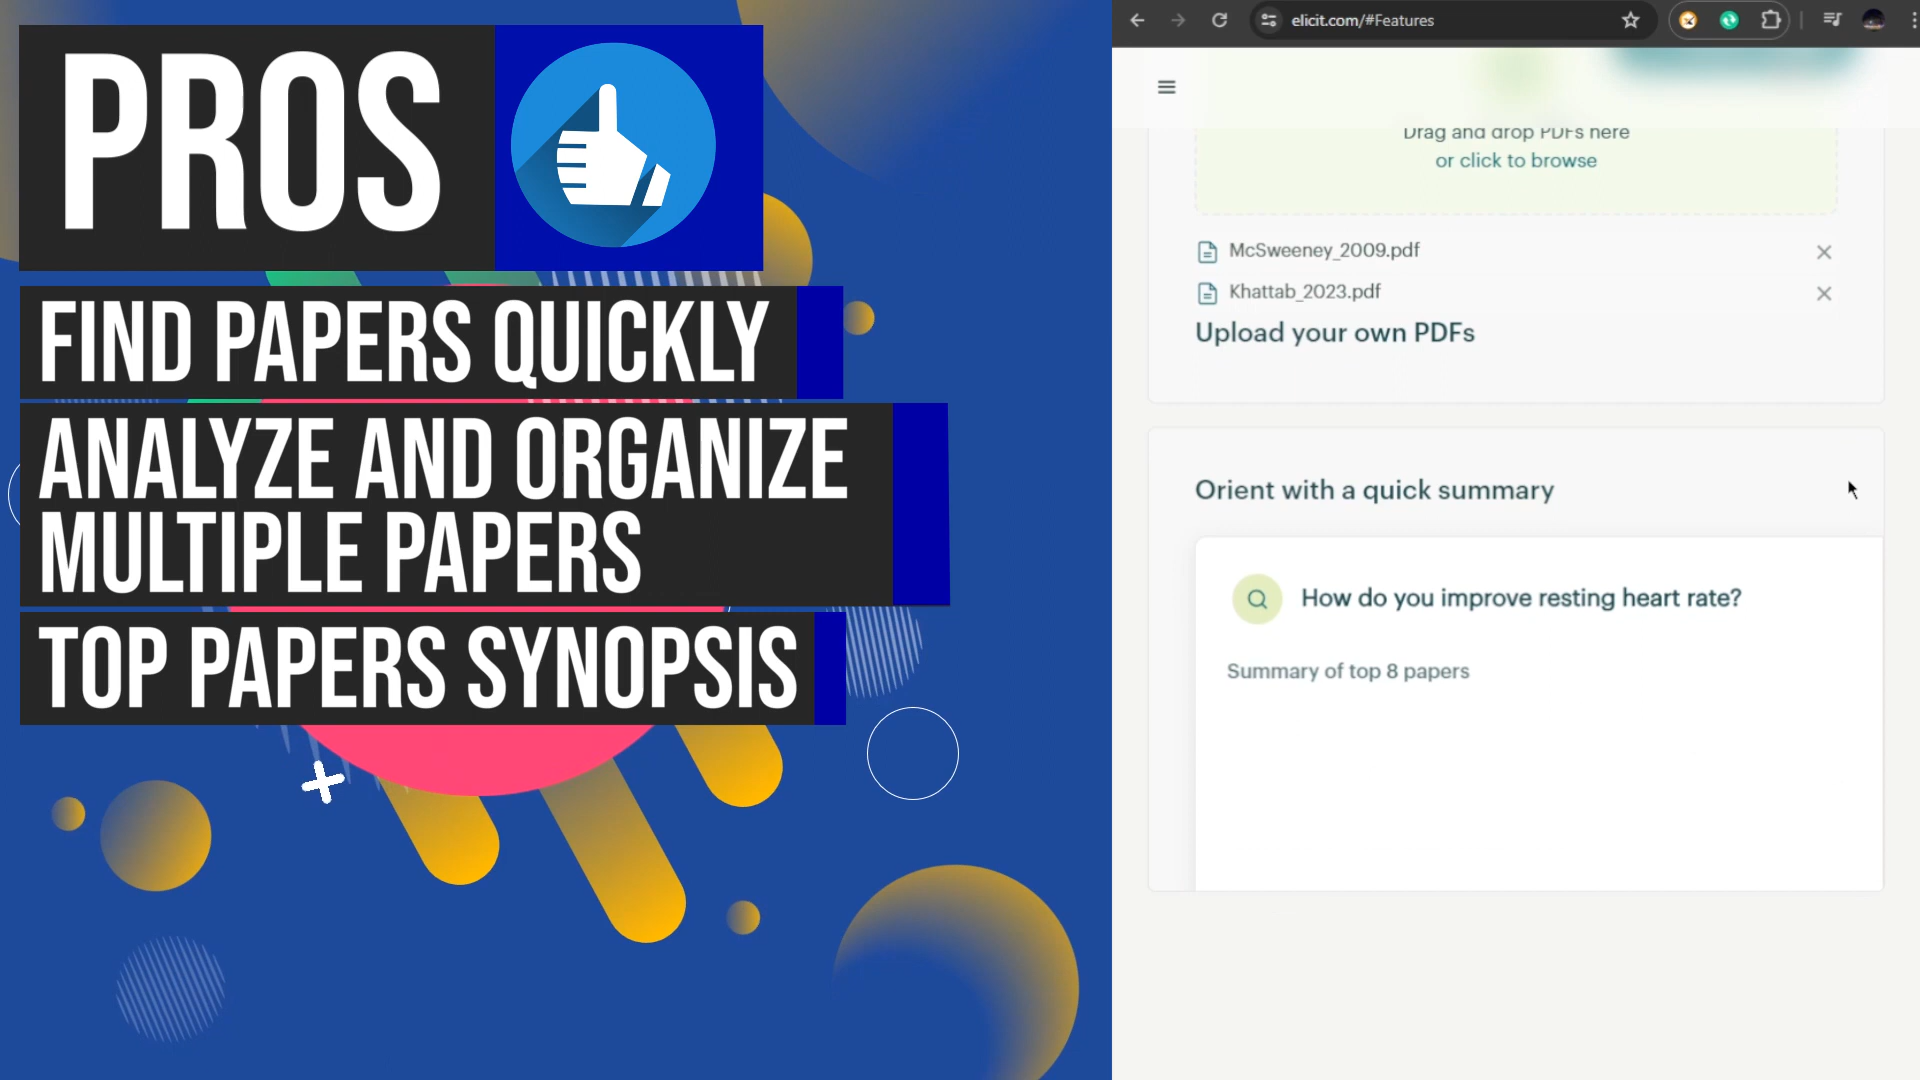 PROS
FIND PAPERS QUICKLY
ANALYZE AND ORGANIZE
MULTIPLE PAPERS
TOP PAPERS SYNOPSIS
elicit.com/#Features
Drag and drop PDFs here
or click to browse
McSweeney_2009.pdf
Khattab_2023.pdf
Upload your own PDFs
Orient with a quick summary
How do you improve resting heart rate?
Summary of top 8 papers